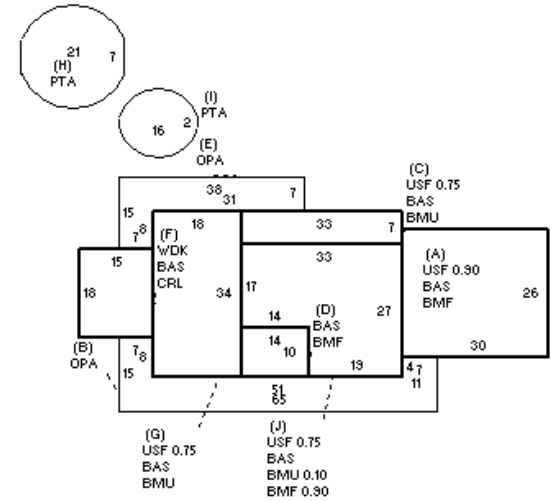 21
7
(H)
PTA
(I)
PTA
16
2
(E)
OPA
38
7
31
15
8
7
(C)
USF 0.75
BAS
BMU
18
33
7
33
(F)
WDK
BAS
CRL
15
18
34
17
27
(A)
USF 0.90
BAS
BMF
26
30
14
(D)
BAS
BMF
14
10
19
(B)
OPA
7
8
15
4
7
11
51
65
(G)
USF 0.75
BAS
BMU
(J)
USF 0.75
BAS
BMU 0.10
BMF 0.90